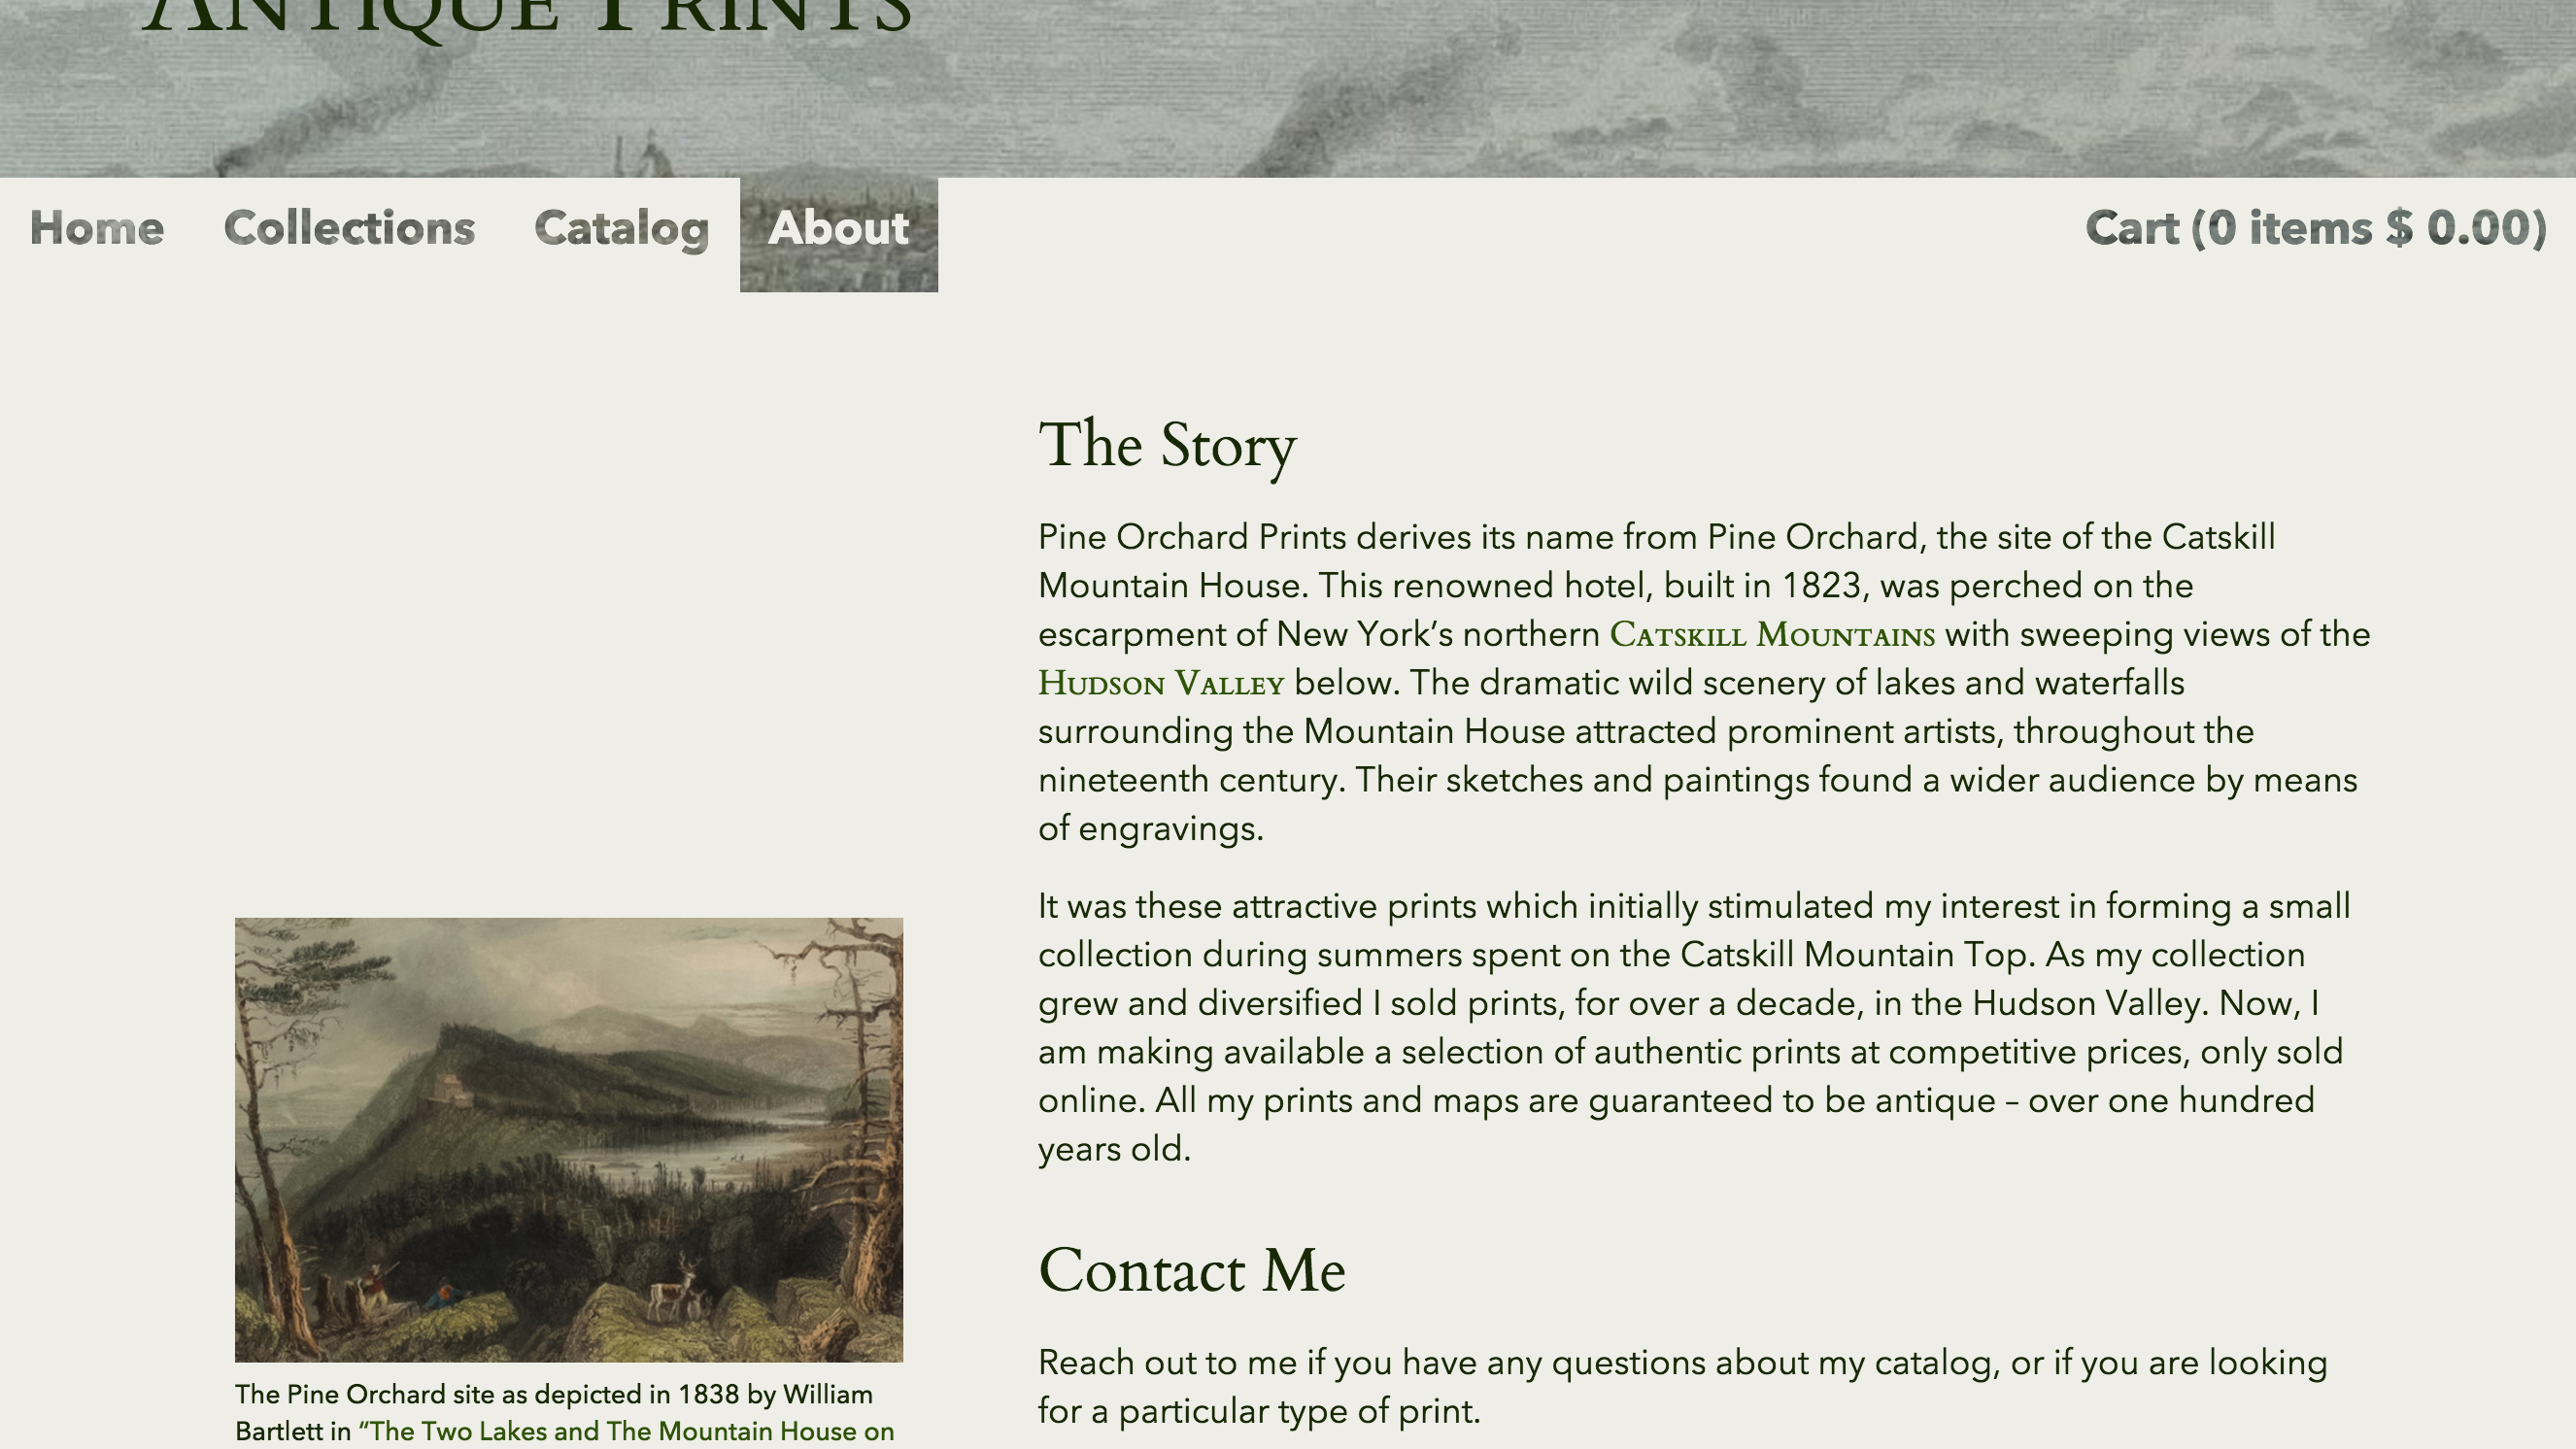 Antique Prints
Home Collections Catalog About Cart (0 items $ 0.00)
The Story
Pine Orchard Prints derives its name from Pine Orchard, the site of the Catskill
Mountain House. This renowned hotel, built in 1823, was perched on the
escarpment of New York’s northern Catskill Mountains with sweeping views of the
Hudson Valley below. The dramatic wild scenery of lakes and waterfalls
surrounding the Mountain House attracted prominent artists, throughout the
nineteenth century. Their sketches and paintings found a wider audience by means
of engravings.
It was these attractive prints which initially stimulated my interest in forming a small
collection during summers spent on the Catskill Mountain Top. As my collection
grew and diversified I sold prints, for over a decade, in the Hudson Valley. Now, I
am making available a selection of authentic prints at competitive prices, only sold
online. All my prints and maps are guaranteed to be antique – over one hundred
years old.
The Pine Orchard site as depicted in 1838 by William
Bartlett in “The Two Lakes and The Mountain House on
Contact Me
Reach out to me if you have any questions about my catalog, or if you are looking
for a particular type of print.